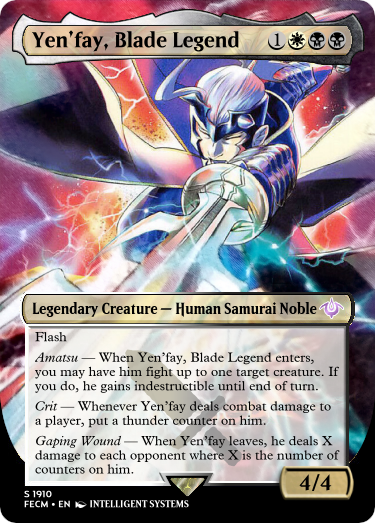 Yen'fay, Blade Legend 1
Legendary Creature — Human Samurai Noble
Flash
Amatsu — When Yen'fay, Blade Legend enters,
you may have him fight up to one target creature. If
you do, he gains indestructible until end of turn.
Crit — Whenever Yen'fay deals combat damage to
a player, put a thunder counter on him.
Gaping Wound — When Yen'fay leaves, he deals X
damage to each opponent where X is the number of
counters on him.
4/4
S 1910
FECM • EN INTELLIGENT SYSTEMS